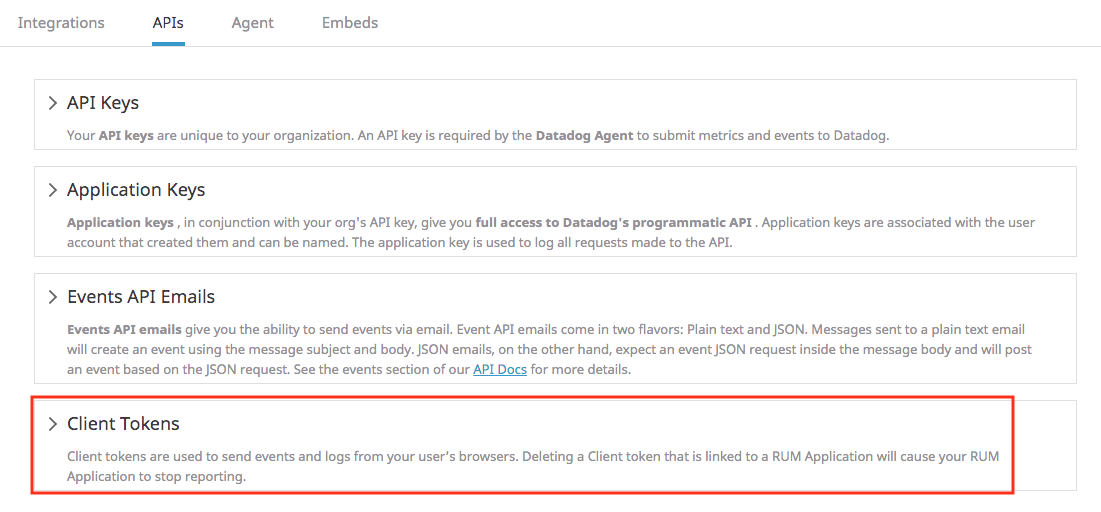 Integrations APIs Agent Embeds
API Keys
Your API keys are unique to your organization. An API key is required by the Datadog Agent to submit metrics and events to Datadog.
Application Keys
Application keys , in conjunction with your org's API key, give you full access to Datadog's programmatic API . Application keys are associated with the user
account that created them and can be named. The application key is used to log all requests made to the API.
Events API Emails
Events API emails give you the ability to send events via email. Event API emails come in two flavors: Plain text and JSON. Messages sent to a plain text email
will create an event using the message subject and body. JSON emails, on the other hand, expect an event JSON request inside the message body and will post
an event based on the JSON request. See the events section of our API Docs for more details.
Client Tokens
Client tokens are used to send events and logs from your user’s browsers. Deleting a Client token that is linked to a RUM Application will cause your RUM
Application to stop reporting.